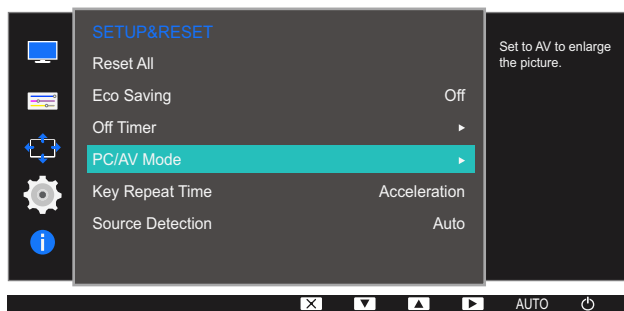 SETUP&RESET
Reset All
Eco Saving Off
Off Timer
PC/AV Mode
Key Repeat Time Acceleration
Source Detection Auto
Set to AV to enlarge
the picture.
AUTO